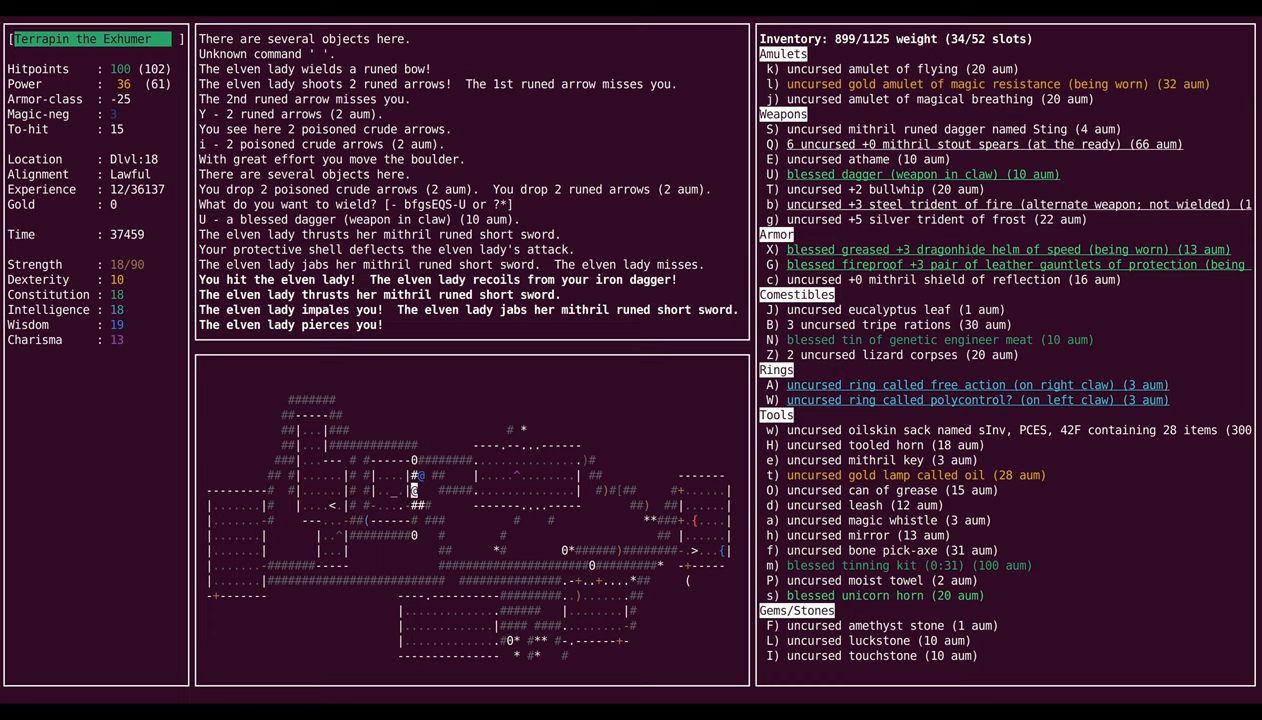 [Terrapin the Exhumer ]
Hitpoints : 100 (102)
Power : 36 (61)
Armor-class : -25
Magic-neg : 3
To-hit : 15
Location : Dlvl:18
Alignment : Lawful
Experience : 12/36137
Gold : 0
Time : 37459
Strength : 18/90
Dexterity : 10
Constitution : 18
Intelligence : 18
Wisdom : 19
Charisma : 13
There are several objects here.
Unknown command ' '.
The elven lady wields a runed bow!
The elven lady shoots 2 runed arrows! The 1st runed arrow misses you.
The 2nd runed arrow misses you.
Y - 2 runed arrows (2 aum).
You see here 2 poisoned crude arrows.
i - 2 poisoned crude arrows (2 aum).
With great effort you move the boulder.
There are several objects here.
You drop 2 poisoned crude arrows (2 aum). You drop 2 runed arrows (2 aum).
What do you want to wield? [- bfgsEQS-U or ?*]
U - a blessed dagger (weapon in claw) (10 aum).
The elven lady thrusts her mithril runed short sword.
Your protective shell deflects the elven lady's attack.
The elven lady jabs her mithril runed short sword. The elven lady misses.
You hit the elven lady! The elven lady recoils from your iron dagger!
The elven lady thrusts her mithril runed short sword.
The elven lady impales you! The elven lady jabs her mithril runed short sword.
The elven lady pierces you!
Inventory: 899/1125 weight (34/52 slots)
Amulets
k) uncursed amulet of flying (20 aum)
l) uncursed gold amulet of magic resistance (being worn) (32 aum)
j) uncursed amulet of magical breathing (20 aum)
Weapons
S) uncursed mithril runed dagger named Sting (4 aum)
Q) 6 uncursed +0 mithril stout spears (at the ready) (66 aum)
E) uncursed athame (10 aum)
U) blessed dagger (weapon in claw) (10 aum)
T) uncursed +2 bullwhip (20 aum)
b) uncursed +3 steel trident of fire (alternate weapon; not wielded) (1
g) uncursed +5 silver trident of frost (22 aum)
Armor
X) blessed greased +3 dragonhide helm of speed (being worn) (13 aum)
G) blessed fireproof +3 pair of leather gauntlets of protection (being
c) uncursed +0 mithril shield of reflection (16 aum)
Comestibles
J) uncursed eucalyptus leaf (1 aum)
B) 3 uncursed tripe rations (30 aum)
N) blessed tin of genetic engineer meat (10 aum)
Z) 2 uncursed lizard corpses (20 aum)
Rings
A) uncursed ring called free action (on right claw) (3 aum)
W) uncursed ring called polycontrol? (on left claw) (3 aum)
Tools
w) uncursed oilskin sack named sInv, PCES, 42F containing 28 items (300
H) uncursed tooled horn (18 aum)
e) uncursed mithril key (3 aum)
t) uncursed gold lamp called oil (28 aum)
O) uncursed can of grease (15 aum)
d) uncursed leash (12 aum)
a) uncursed magic whistle (3 aum)
h) uncursed mirror (13 aum)
f) uncursed bone pick-axe (31 aum)
m) blessed tinning kit (0:31) (100 aum)
P) uncursed moist towel (2 aum)
s) blessed unicorn horn (20 aum)
Gems/Stones
F) uncursed amethyst stone (1 aum)
L) uncursed luckstone (10 aum)
I) uncursed touchstone (10 aum)